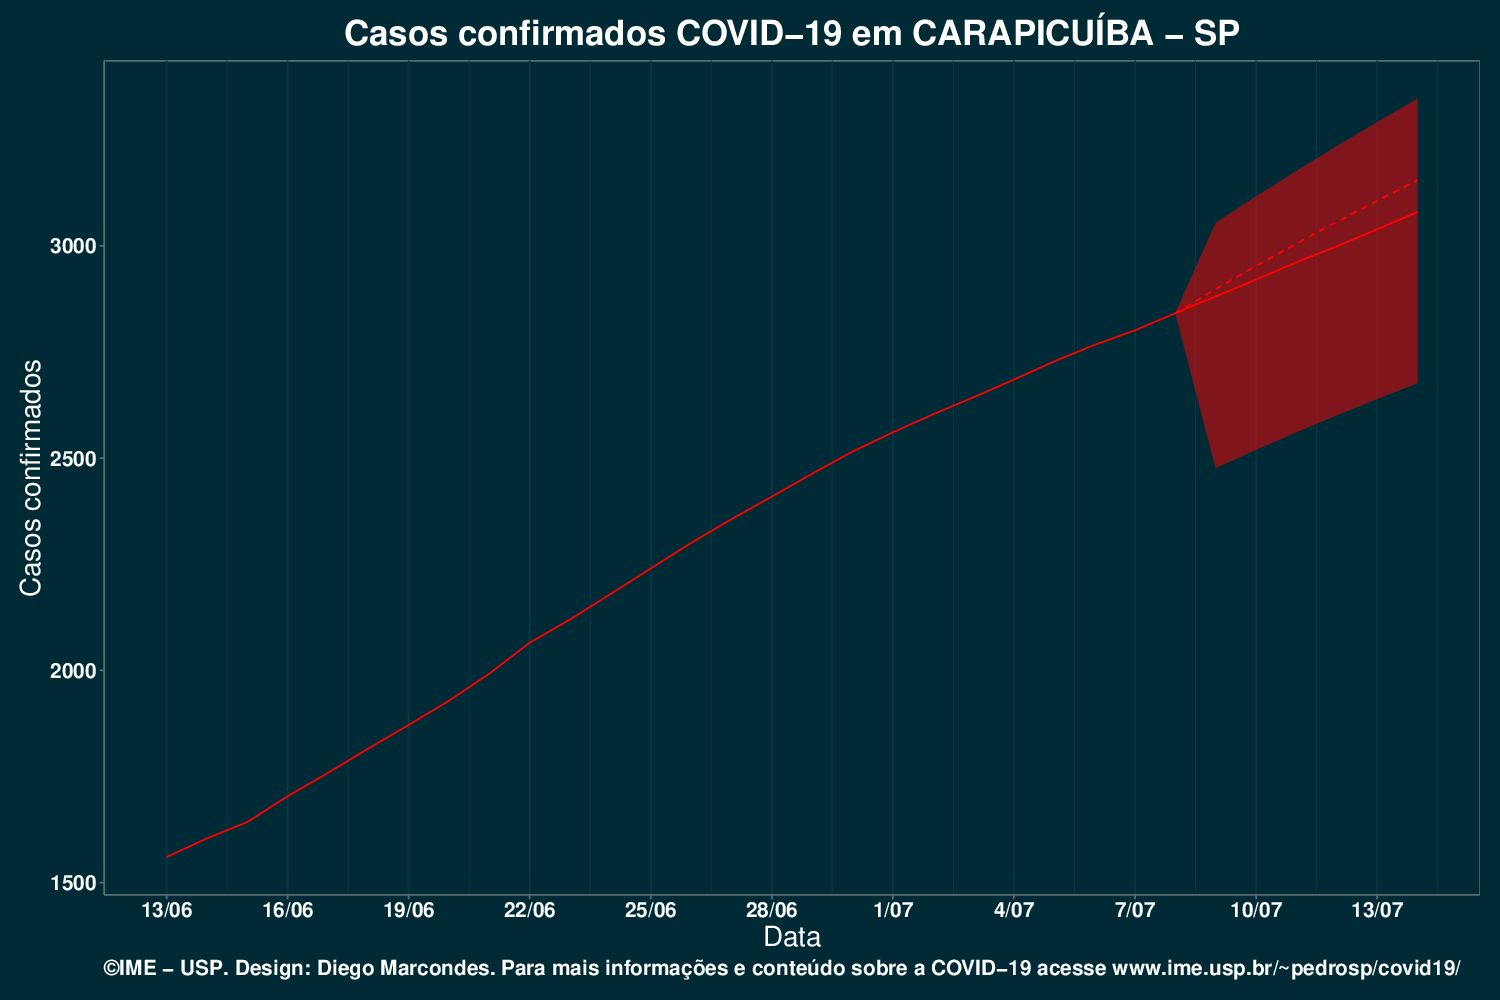 Casos confirmados COVID−19 em CARAPICUÍBA − SP
Casos confirmados
3000
2500
2000
1500
13/06 16/06 19/06 22/06 25/06 28/06 1/07 4/07 7/07 10/07 13/07
Data
©IME − USP. Design: Diego Marcondes. Para mais informações e conteúdo sobre a COVID−19 acesse www.ime.usp.br/~pedrosp/covid19/